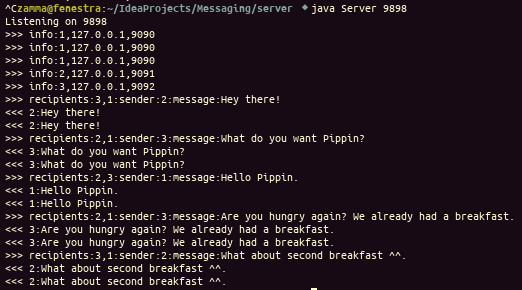 ^Czamma@fenestra:~/IdeaProjects/Messaging/server ◆java Server 9898
Listening on 9898
>>> info:1,127.0.0.1,9090
>>> info:1,127.0.0.1,9090
>>> info:1,127.0.0.1,9090
>>> info:2,127.0.0.1,9091
>>> info:3,127.0.0.1,9092
>>> recipients:3,1:sender:2:message:Hey there!
<<< 2:Hey there!
<<< 2:Hey there!
>>> recipients:2,1:sender:3:message:What do you want Pippin?
<<< 3:What do you want Pippin?
<<< 3:What do you want Pippin?
>>> recipients:2,3:sender:1:message:Hello Pippin.
<<< 1:Hello Pippin.
<<< 1:Hello Pippin.
>>> recipients:2,1:sender:3:message:Are you hungry again? We already had a breakfast.
<<< 3:Are you hungry again? We already had a breakfast.
<<< 3:Are you hungry again? We already had a breakfast.
>>> recipients:3,1:sender:2:message:What about second breakfast ^^.
<<< 2:What about second breakfast ^^.
<<< 2:What about second breakfast ^^.